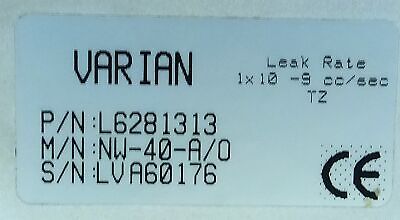 VARIAN
Leak Rate
1x10 -9 cc/sec
TZ
P/N:L6281313
M/N:NW-40-A/O
S/N:LVA60176
CE